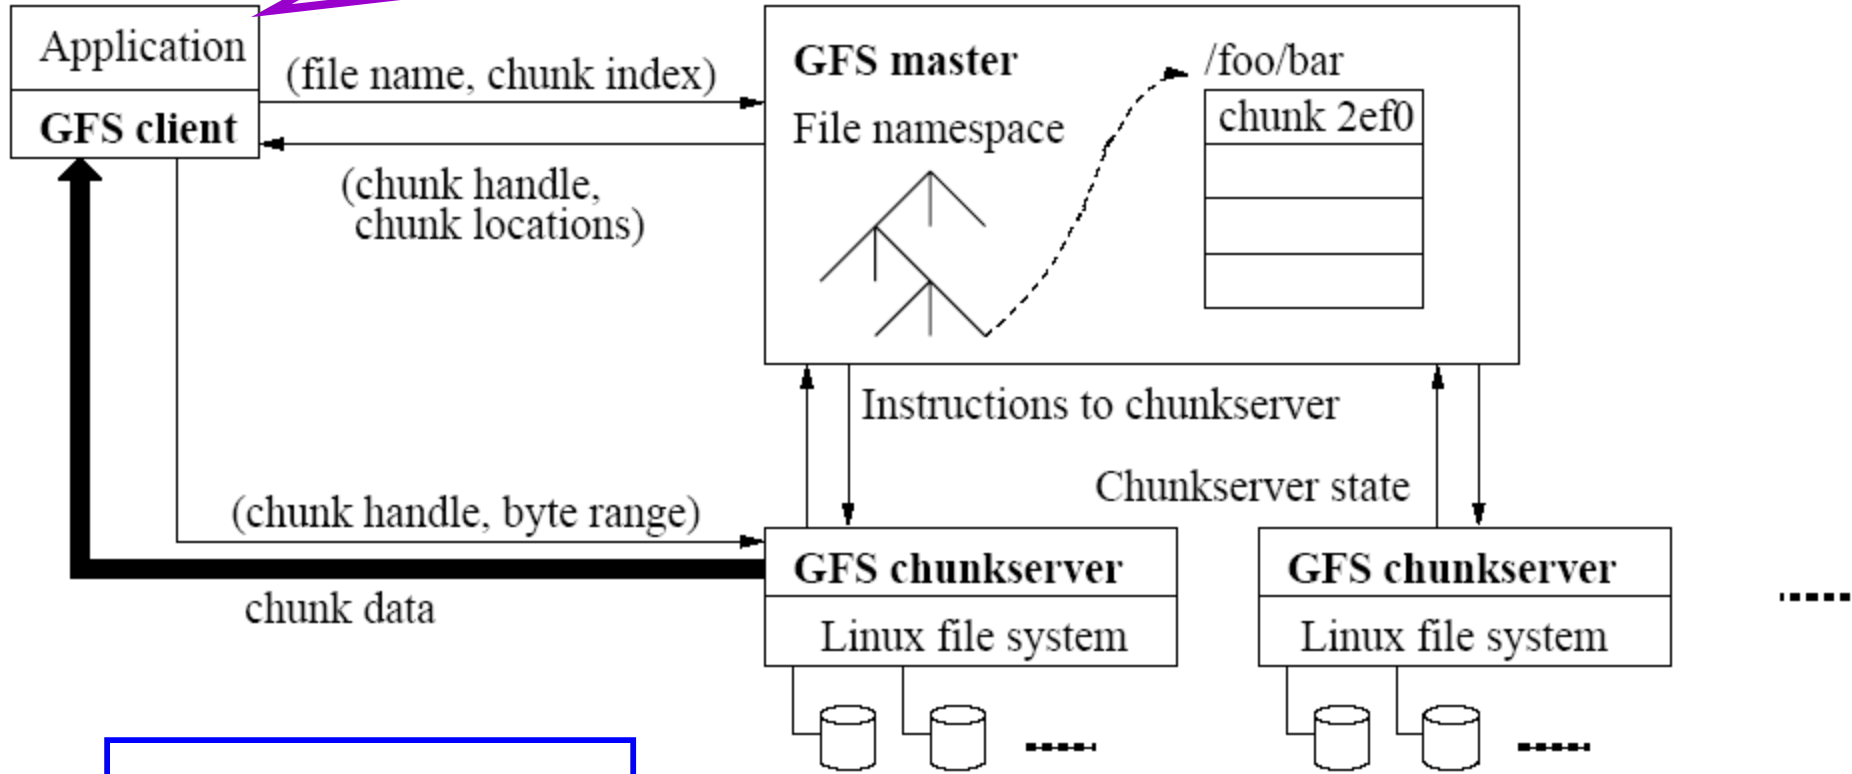 Application
GFS client
(file name, chunk index)
(chunk handle,
chunk locations)
GFS master
File namespace
/foo/bar
chunk 2ef0
Instructions to chunkserver
Chunkserver state
(chunk handle, byte range)
chunk data
GFS chunkserver
Linux file system
GFS chunkserver
Linux file system